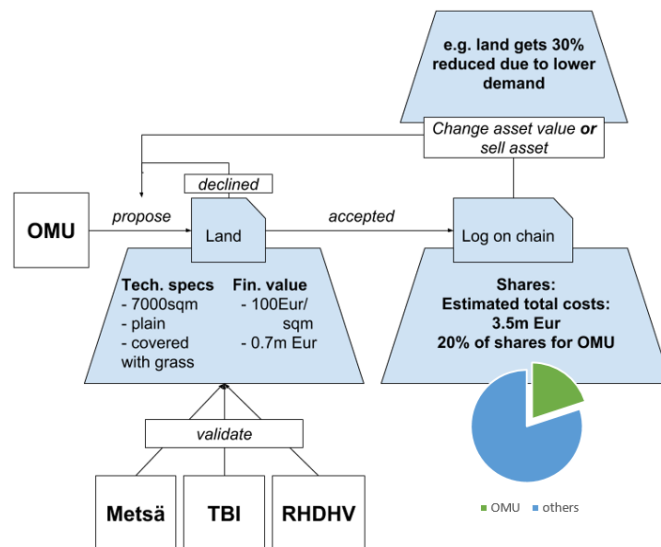 e.g. land gets 30%
reduced due to lower
demand
Change asset value or
sell asset
declined
OMU
propose
Land
accepted
Log on chain
Tech. specs
- 7000sqm
- plain
- covered
with grass
Fin. value
- 100Eur/
sqm
- 0.7m Eur
Shares:
Estimated total costs:
3.5m Eur
20% of shares for OMU
validate
Metsä
TBI
RHDHV
OMU
others